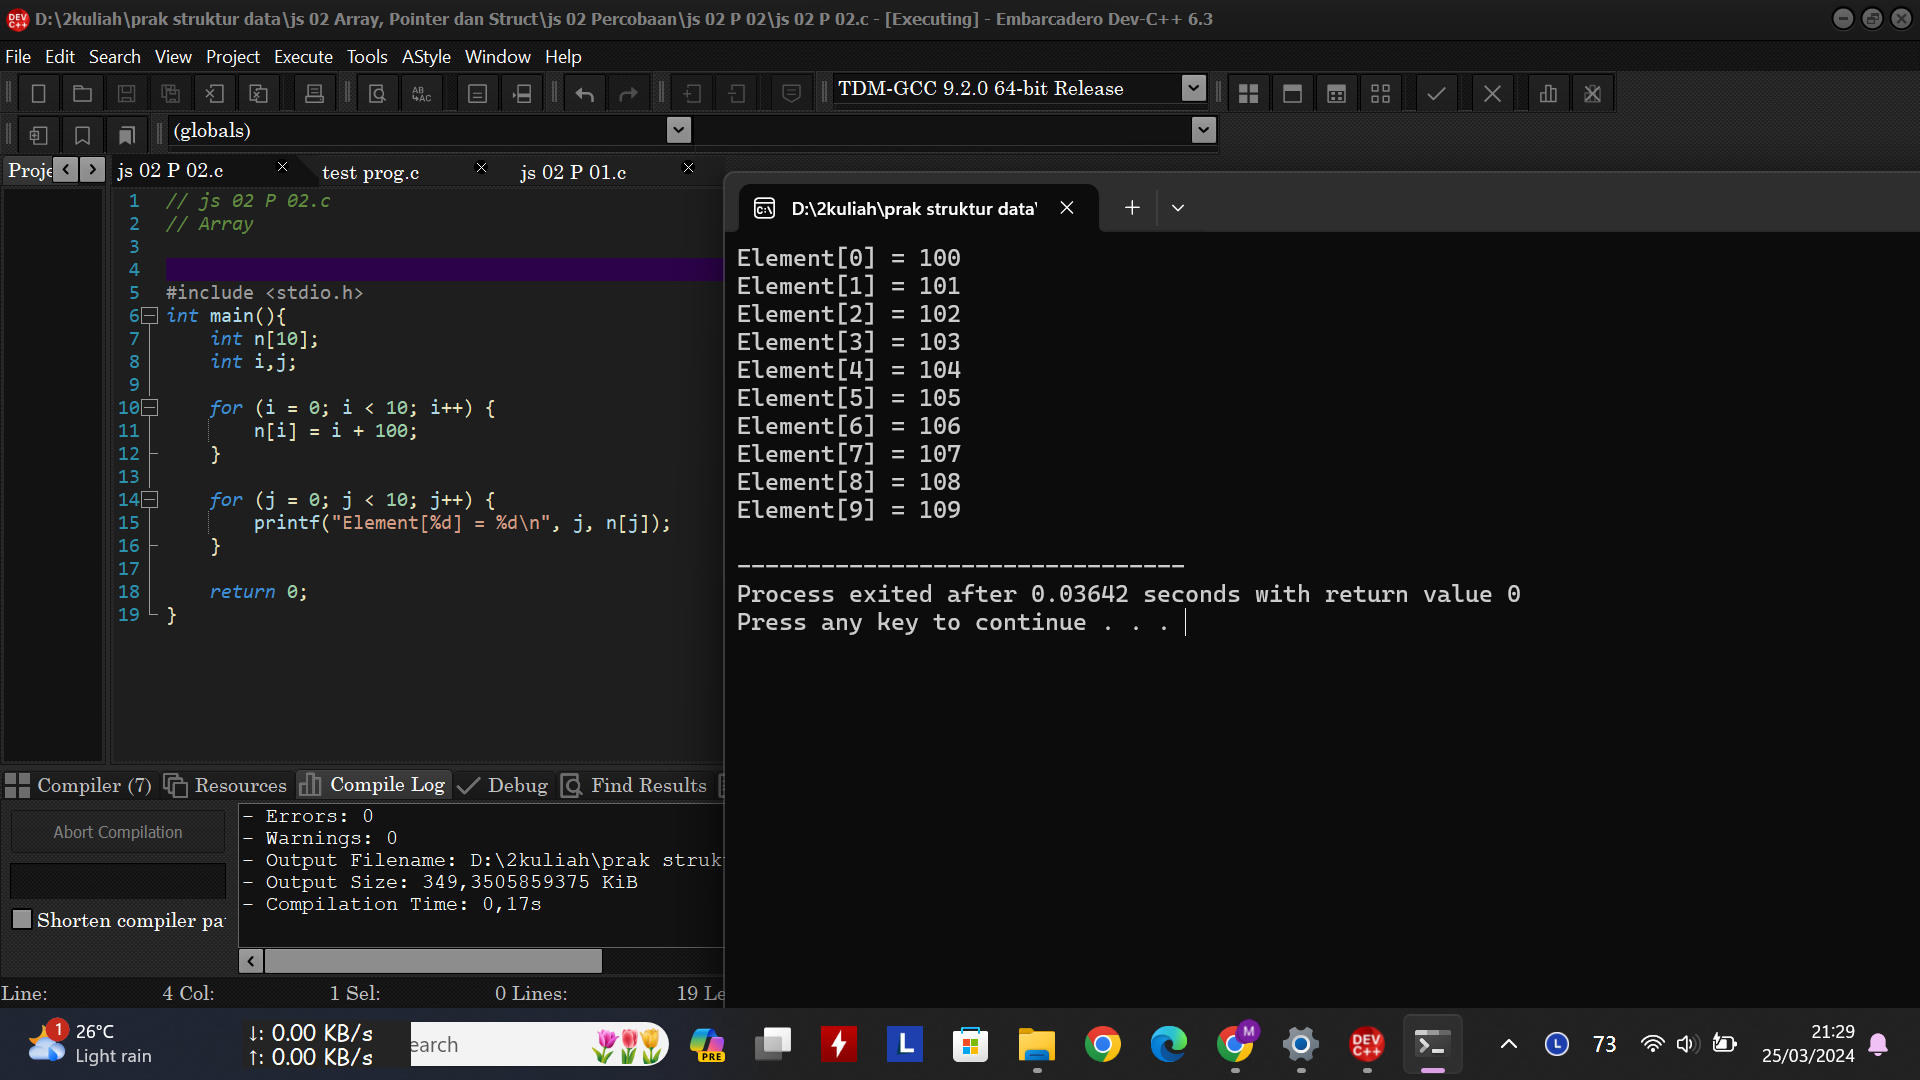 D:\2kuliah\prak struktur data\js 02 Array, Pointer dan Struct\js 02 Percobaan\js 02 P 02\js 02 P 02.c - [Executing] - Embarcadero Dev-C++ 6.3
File Edit Search View Project Execute Tools AStyle Window Help
TDM-GCC 9.2.0 64-bit Release
(globals)
Proje
js 02 P 02.c
test prog.c
js 02 P 01.c
1 // js 02 P 02.c
2 // Array
3
4
5 #include <stdio.h>
6 int main(){
7 int n[10];
8 int i,j;
9
10 for (i = 0; i < 10; i++) {
11 n[i] = i + 100;
12 }
13
14 for (j = 0; j < 10; j++) {
15 printf("Element[%d] = %d\n", j, n[j]);
16 }
17
18 return 0;
19 }
D:\2kuliah\prak struktur data\
Element[0] = 100
Element[1] = 101
Element[2] = 102
Element[3] = 103
Element[4] = 104
Element[5] = 105
Element[6] = 106
Element[7] = 107
Element[8] = 108
Element[9] = 109
--------------------------------
Process exited after 0.03642 seconds with return value 0
Press any key to continue . . .
Compiler (7) Resources Compile Log Debug Find Results
Abort Compilation
Shorten compiler pa
- Errors: 0
- Warnings: 0
- Output Filename: D:\2kuliah\prak struk
- Output Size: 349,3505859375 KiB
- Compilation Time: 0,17s
Line: 4 Col: 1 Sel: 0 Lines: 19 Le
1
26°C
Light rain
↓: 0.00 KB/s
↑: 0.00 KB/s
earch
PRE
L
M
DEV C++
L
73
21:29
25/03/2024